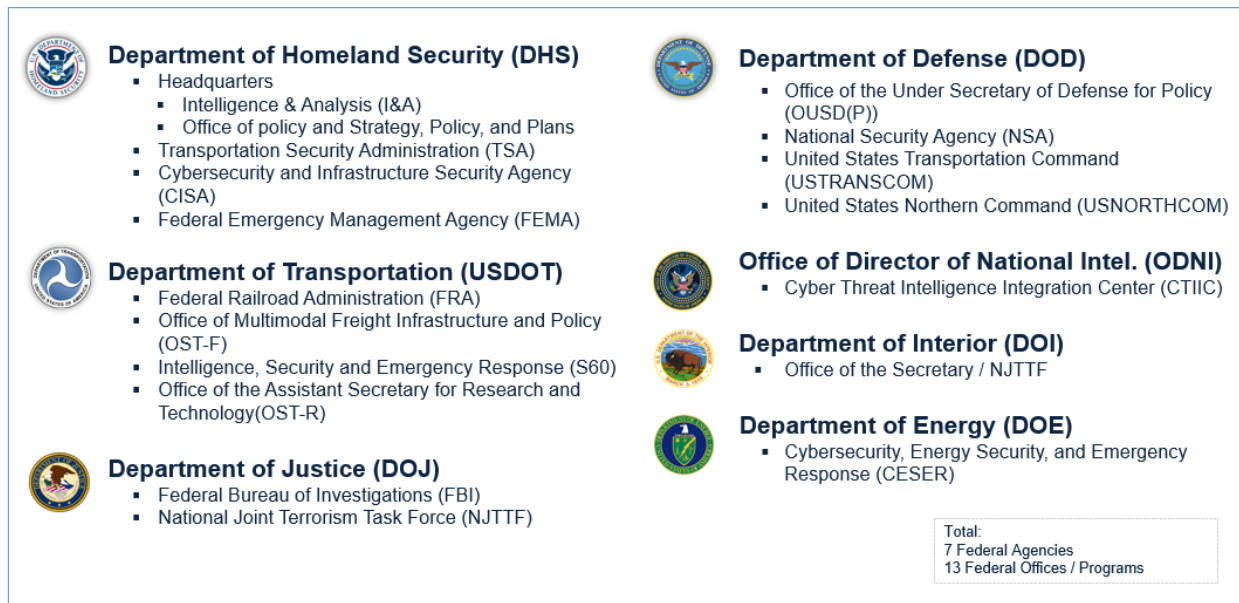 Department of Homeland Security (DHS)
▪ Headquarters
▪ Intelligence & Analysis (I&A)
▪ Office of policy and Strategy, Policy, and Plans
▪ Transportation Security Administration (TSA)
▪ Cybersecurity and Infrastructure Security Agency
(CISA)
▪ Federal Emergency Management Agency (FEMA)
Department of Transportation (USDOT)
▪ Federal Railroad Administration (FRA)
▪ Office of Multimodal Freight Infrastructure and Policy
(OST-F)
▪ Intelligence, Security and Emergency Response (S60)
▪ Office of the Assistant Secretary for Research and
Technology(OST-R)
Department of Justice (DOJ)
▪ Federal Bureau of Investigations (FBI)
▪ National Joint Terrorism Task Force (NJTTF)
Department of Defense (DOD)
▪ Office of the Under Secretary of Defense for Policy
(OUSD(P))
▪ National Security Agency (NSA)
▪ United States Transportation Command
(USTRANSCOM)
▪ United States Northern Command (USNORTHCOM)
Office of Director of National Intel. (ODNI)
▪ Cyber Threat Intelligence Integration Center (CTIIC)
Department of Interior (DOI)
▪ Office of the Secretary / NJTTF
Department of Energy (DOE)
▪ Cybersecurity, Energy Security, and Emergency
Response (CESER)
Total:
7 Federal Agencies
13 Federal Offices / Programs